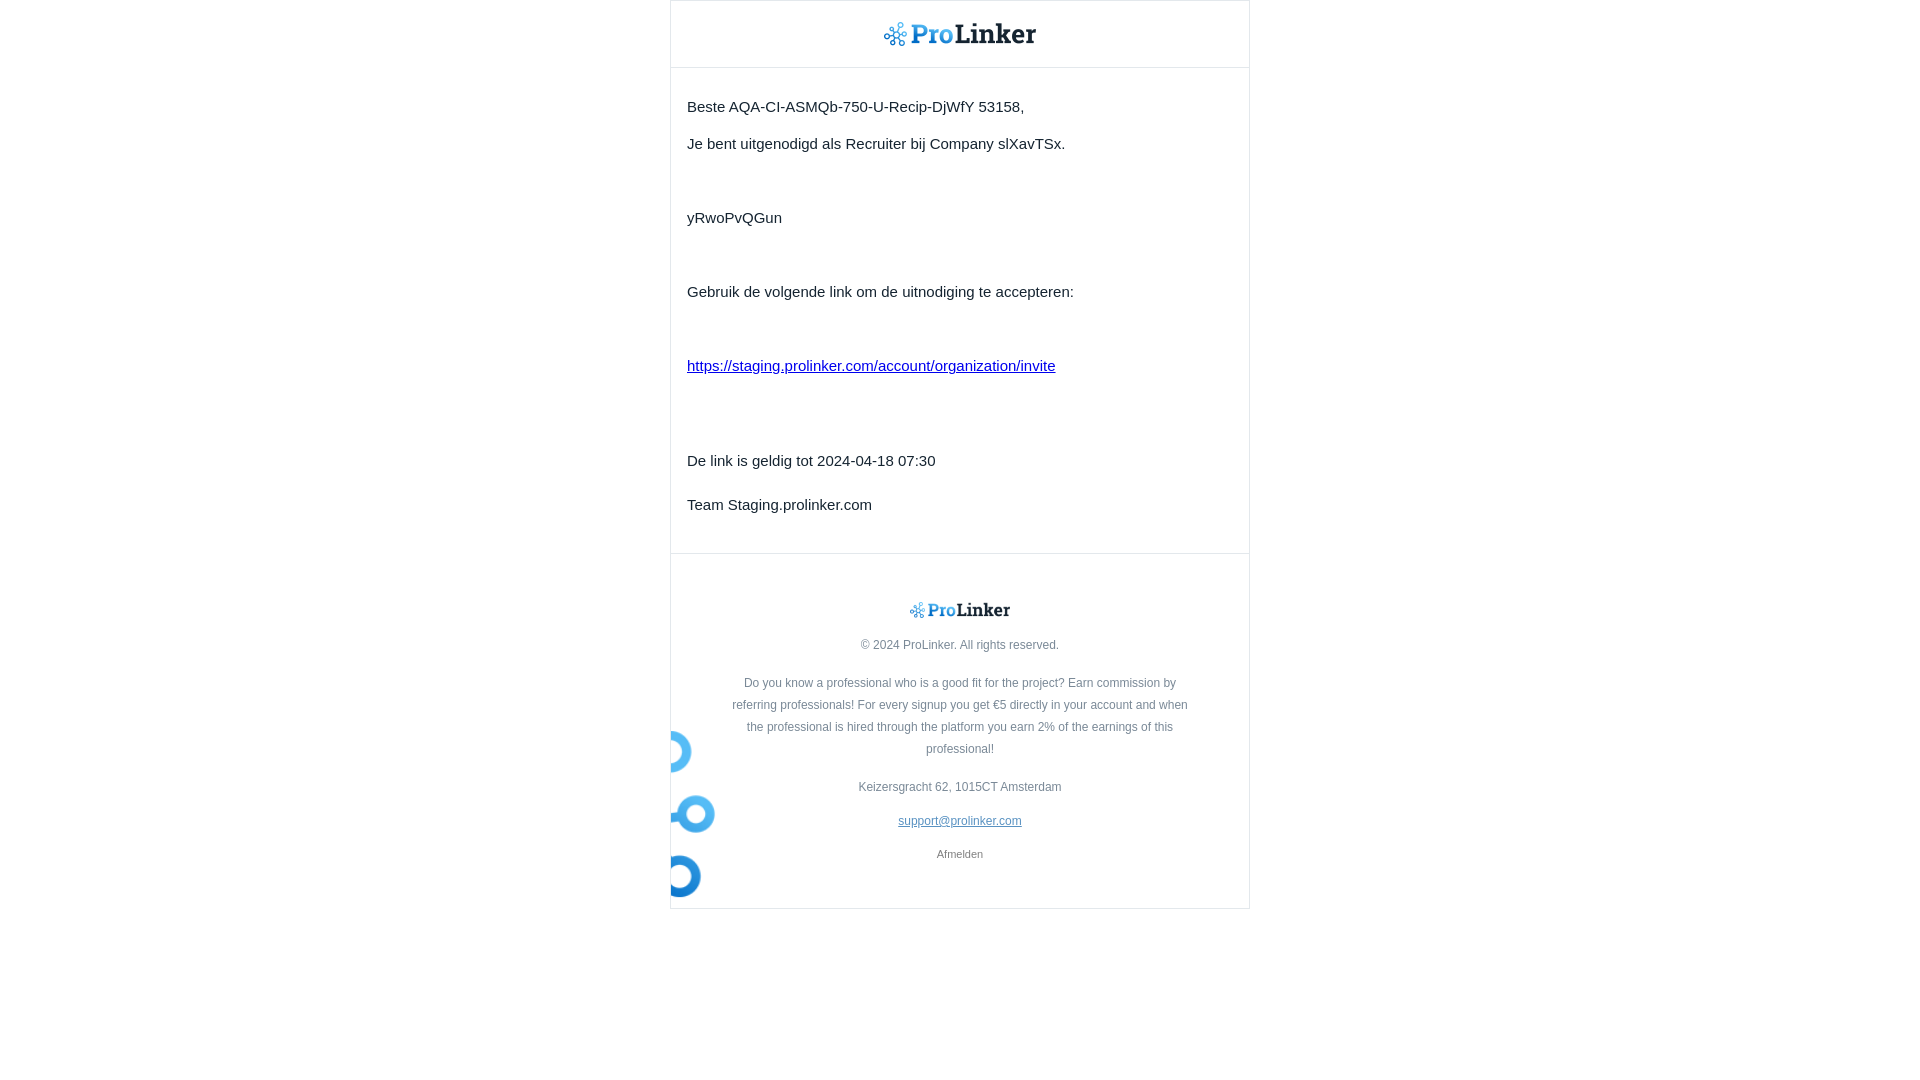 ProLinker
Beste AQA-CI-ASMQb-750-U-Recip-DjWfY 53158,
Je bent uitgenodigd als Recruiter bij Company slXavTSx.
yRwoPvQGun
Gebruik de volgende link om de uitnodiging te accepteren:
https://staging.prolinker.com/account/organization/invite
De link is geldig tot 2024-04-18 07:30
Team Staging.prolinker.com
ProLinker
© 2024 ProLinker. All rights reserved.
Do you know a professional who is a good fit for the project? Earn commission by
referring professionals! For every signup you get €5 directly in your account and when
the professional is hired through the platform you earn 2% of the earnings of this
professional!
Keizersgracht 62, 1015CT Amsterdam
support@prolinker.com
Afmelden